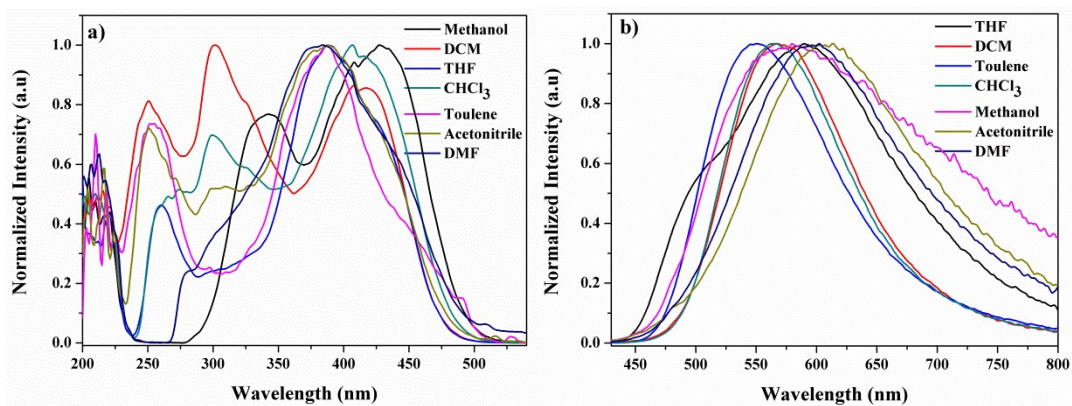 a)
Methanol
DCM
THF
CHCl3
Toulene
Acetonitrile
DMF
Normalized Intensity (a.u)
1.0
0.8
0.6
0.4
0.2
0.0
200 250 300 350 400 450 500
Wavelength (nm)
b)
THF
DCM
Toulene
CHCl3
Methanol
Acetonitrile
DMF
Normalized Intensity (a.u)
1.0
0.8
0.6
0.4
0.2
0.0
450 500 550 600 650 700 750 800
Wavelength (nm)